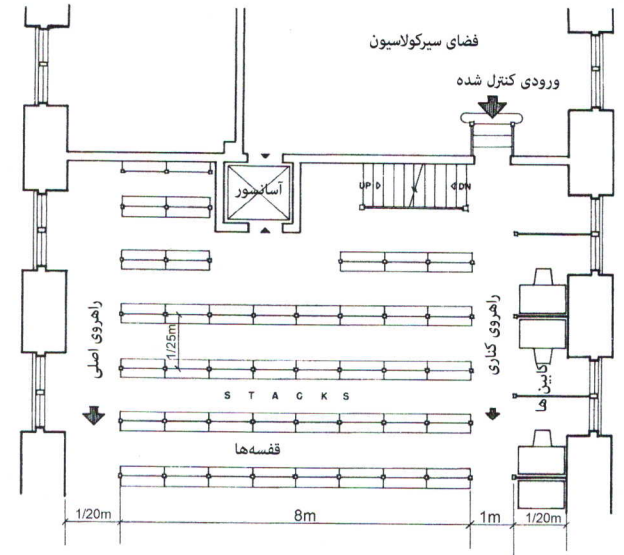 فضای سیرکولاسیون
ورودی کنترل شده
آسانسور
UP
DN
راهروی اصلی
1/25m
راهروی کناری
کابین ها
STACKS
قفسه‌ها
1/20m
8m
1m
1/20m